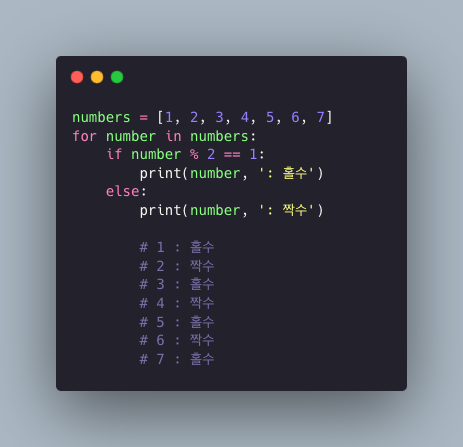 numbers = [1, 2, 3, 4, 5, 6, 7]
for number in numbers:
    if number % 2 == 1:
        print(number, ': 홀수')
    else:
        print(number, ': 짝수')

        # 1 : 홀수
        # 2 : 짝수
        # 3 : 홀수
        # 4 : 짝수
        # 5 : 홀수
        # 6 : 짝수
        # 7 : 홀수